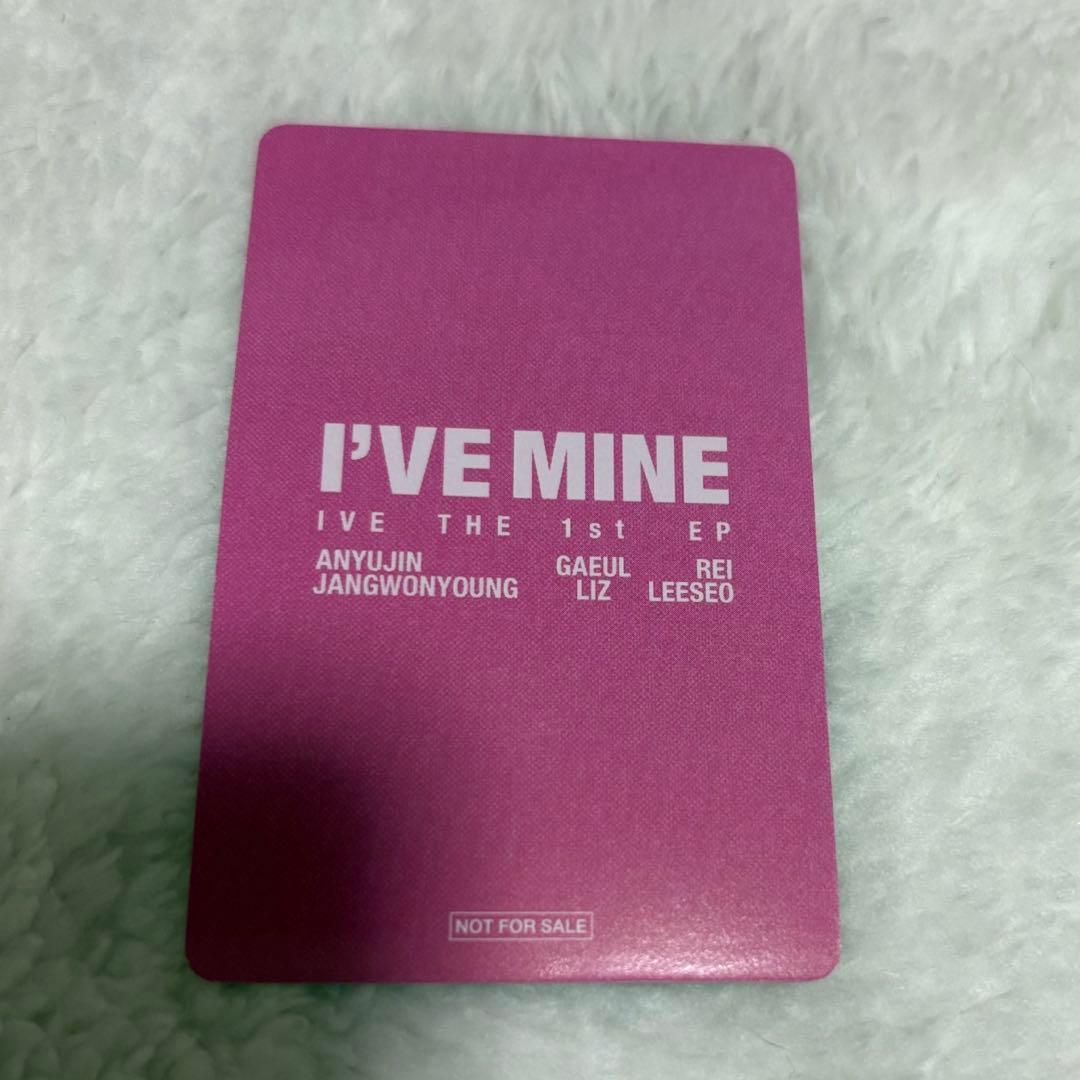 I'VE MINE
IVE THE 1st EP
ANYUJIN GAEUL REI
JANGWONYOUNG LIZ LEESEO
NOT FOR SALE